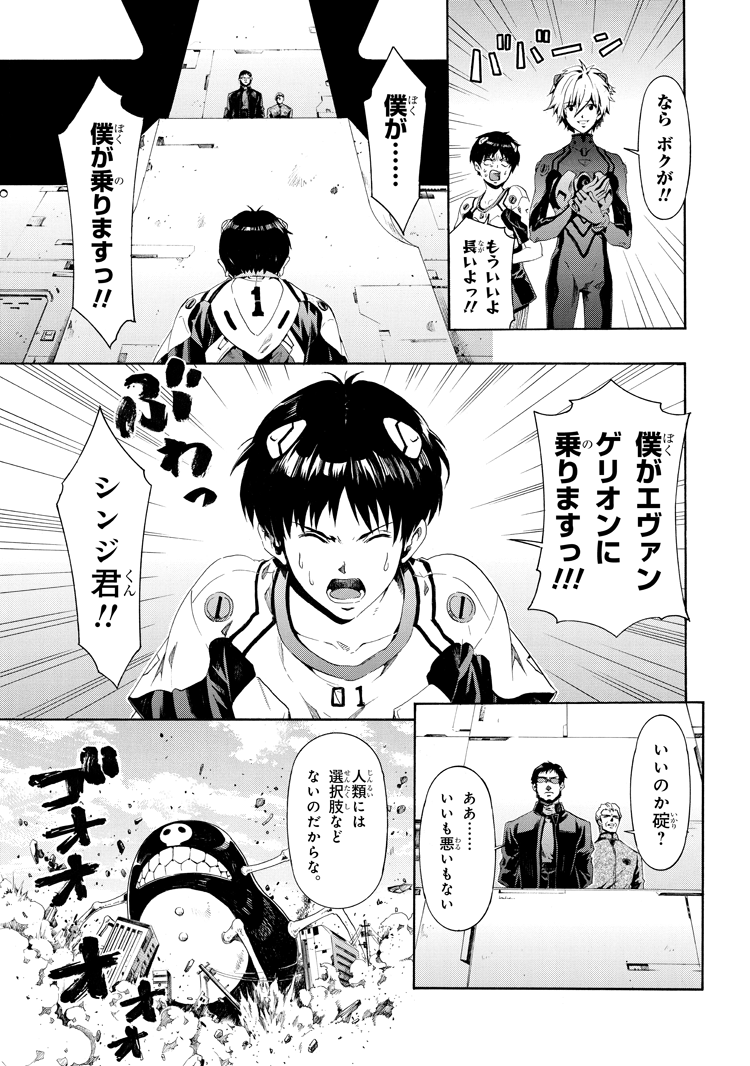 ババーン
なら ボクが!!
もういいよ
長いよっ!!
僕が……
僕が乗りますっ!!
僕がエヴァン
ゲリオンに
乗りますっ!!!
ぶわっ
シンジ君!!
いいのか碇?
ああ……
いいも悪いもない
人類には
選択肢など
ないのだからな。
ゴオオオ
オオオ